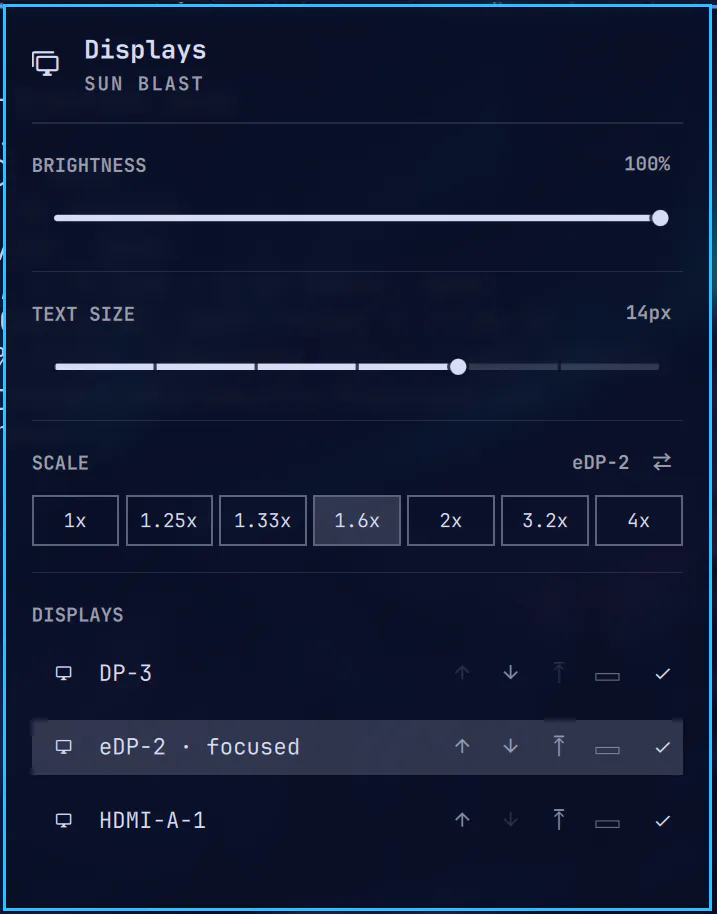 Displays
SUN BLAST
BRIGHTNESS 100%
TEXT SIZE 14px
SCALE eDP-2
1x 1.25x 1.33x 1.6x 2x 3.2x 4x
DISPLAYS
DP-3
eDP-2 · focused
HDMI-A-1